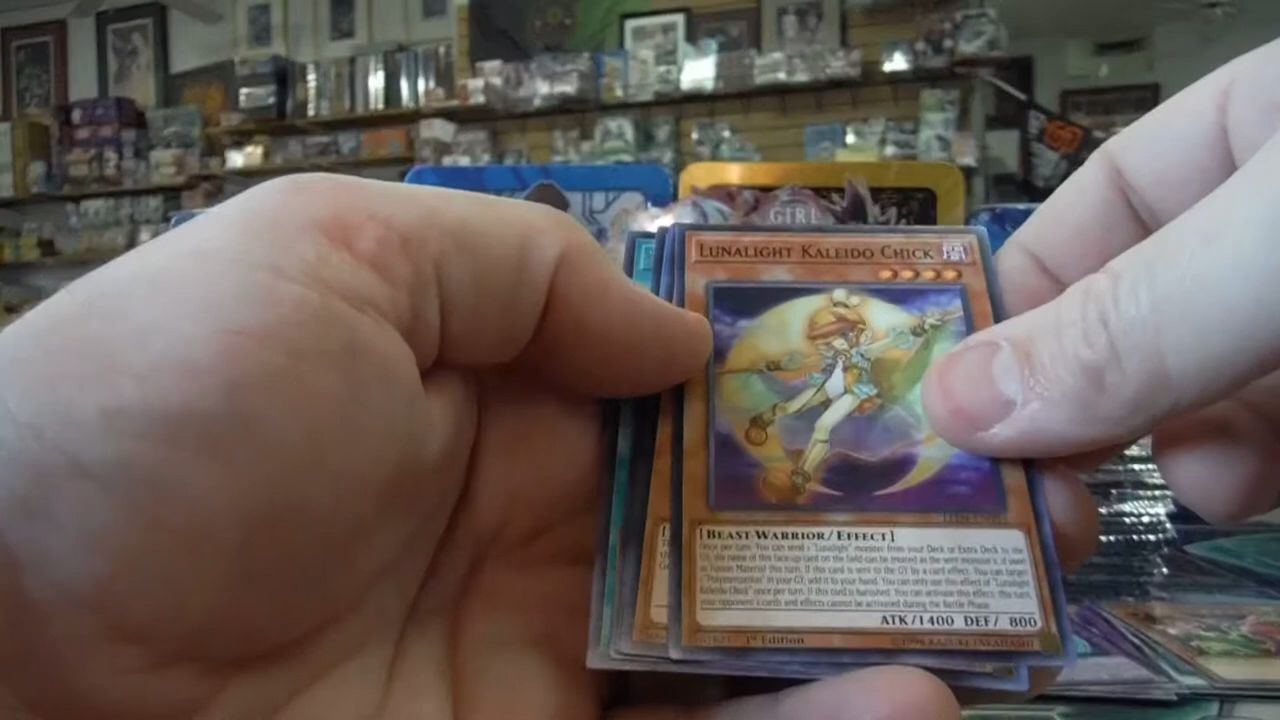 GIRL
LUNALIGHT KALEIDO CHICK
[BEAST-WARRIOR/EFFECT]
Once per turn: You can send 1 "Lunalight" monster from your Deck or Extra Deck to the
GY; the name of this face-up card on the field can be treated as the sent monster's, if used
as Fusion Material this turn. If this card is sent to the GY by a card effect: You can target
1 "Polymerization" in your GY; add it to your hand. You can only use this effect of "Lunalight
Kaleido Chick" once per turn. If this card is banished: You can activate this effect; this turn,
your opponent's cards and effects cannot be activated during the Battle Phase.
ATK/1400 DEF/ 800
1st Edition
©1996 KAZUKI TAKAHASHI